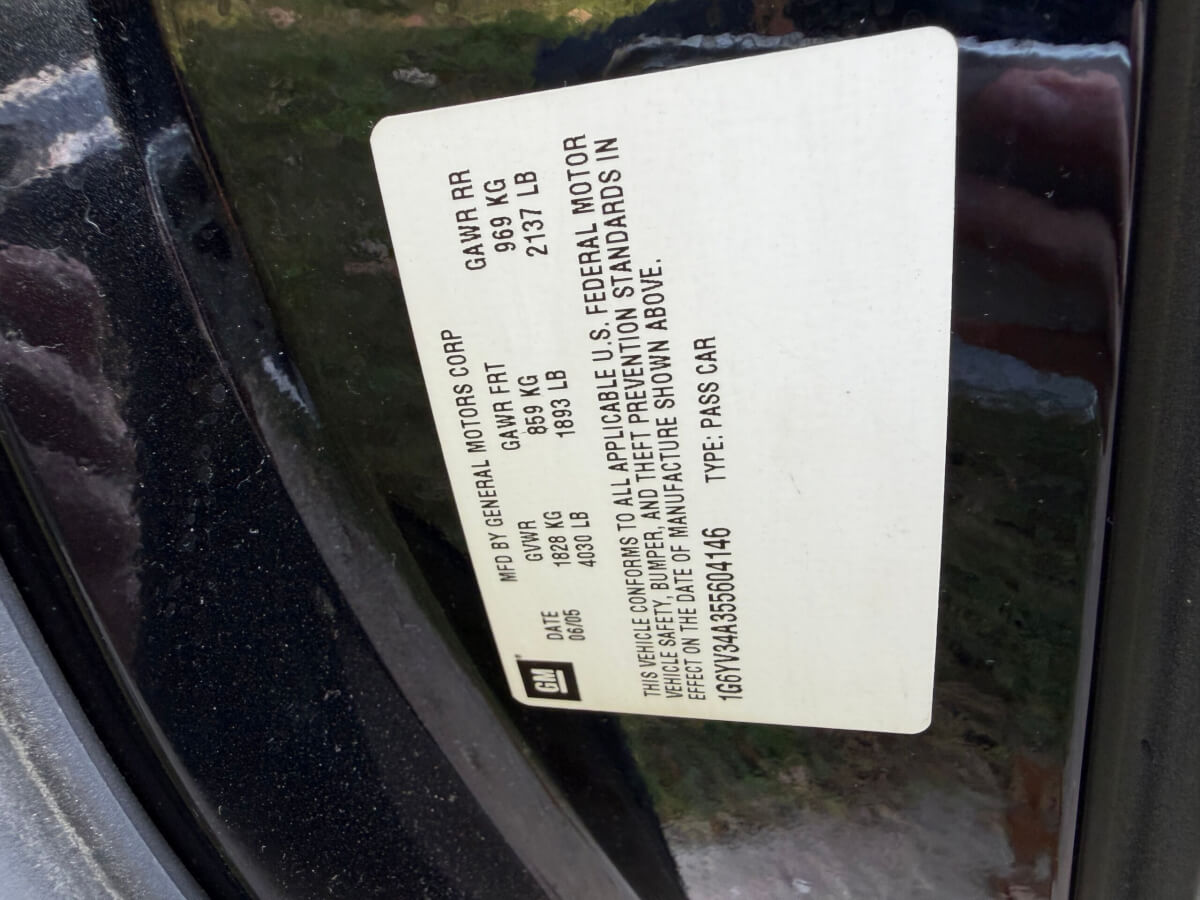 GM
MFD BY GENERAL MOTORS CORP
DATE GVWR GAWR FRT GAWR RR
06/05 1828 KG 859 KG 969 KG
4030 LB 1893 LB 2137 LB
THIS VEHICLE CONFORMS TO ALL APPLICABLE U.S. FEDERAL MOTOR
VEHICLE SAFETY, BUMPER, AND THEFT PREVENTION STANDARDS IN
EFFECT ON THE DATE OF MANUFACTURE SHOWN ABOVE.
1G6YV34A355604146 TYPE: PASS CAR